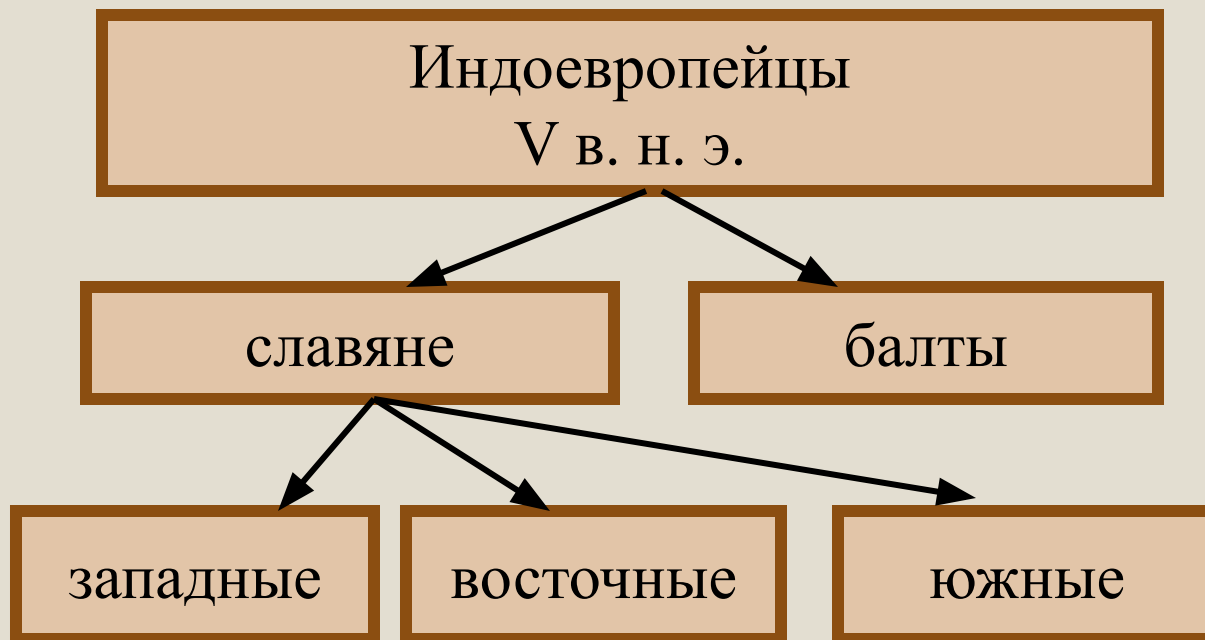 Индоевропейцы
V в. н. э.
славяне
балты
западные
восточные
южные